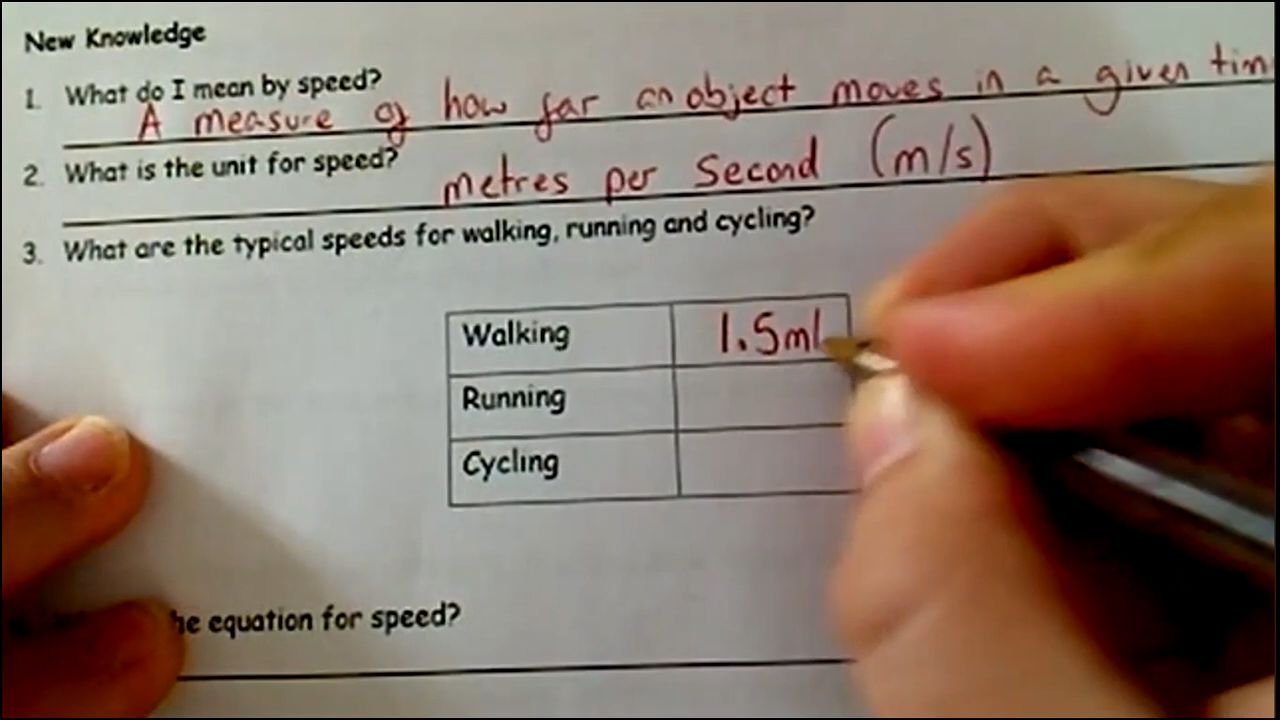 New Knowledge
1. What do I mean by speed?
A measure of how far an object moves in a given tim
2. What is the unit for speed?
metres per second (m/s)
3. What are the typical speeds for walking, running and cycling?
Walking 1.5m/
Running
Cycling
he equation for speed?